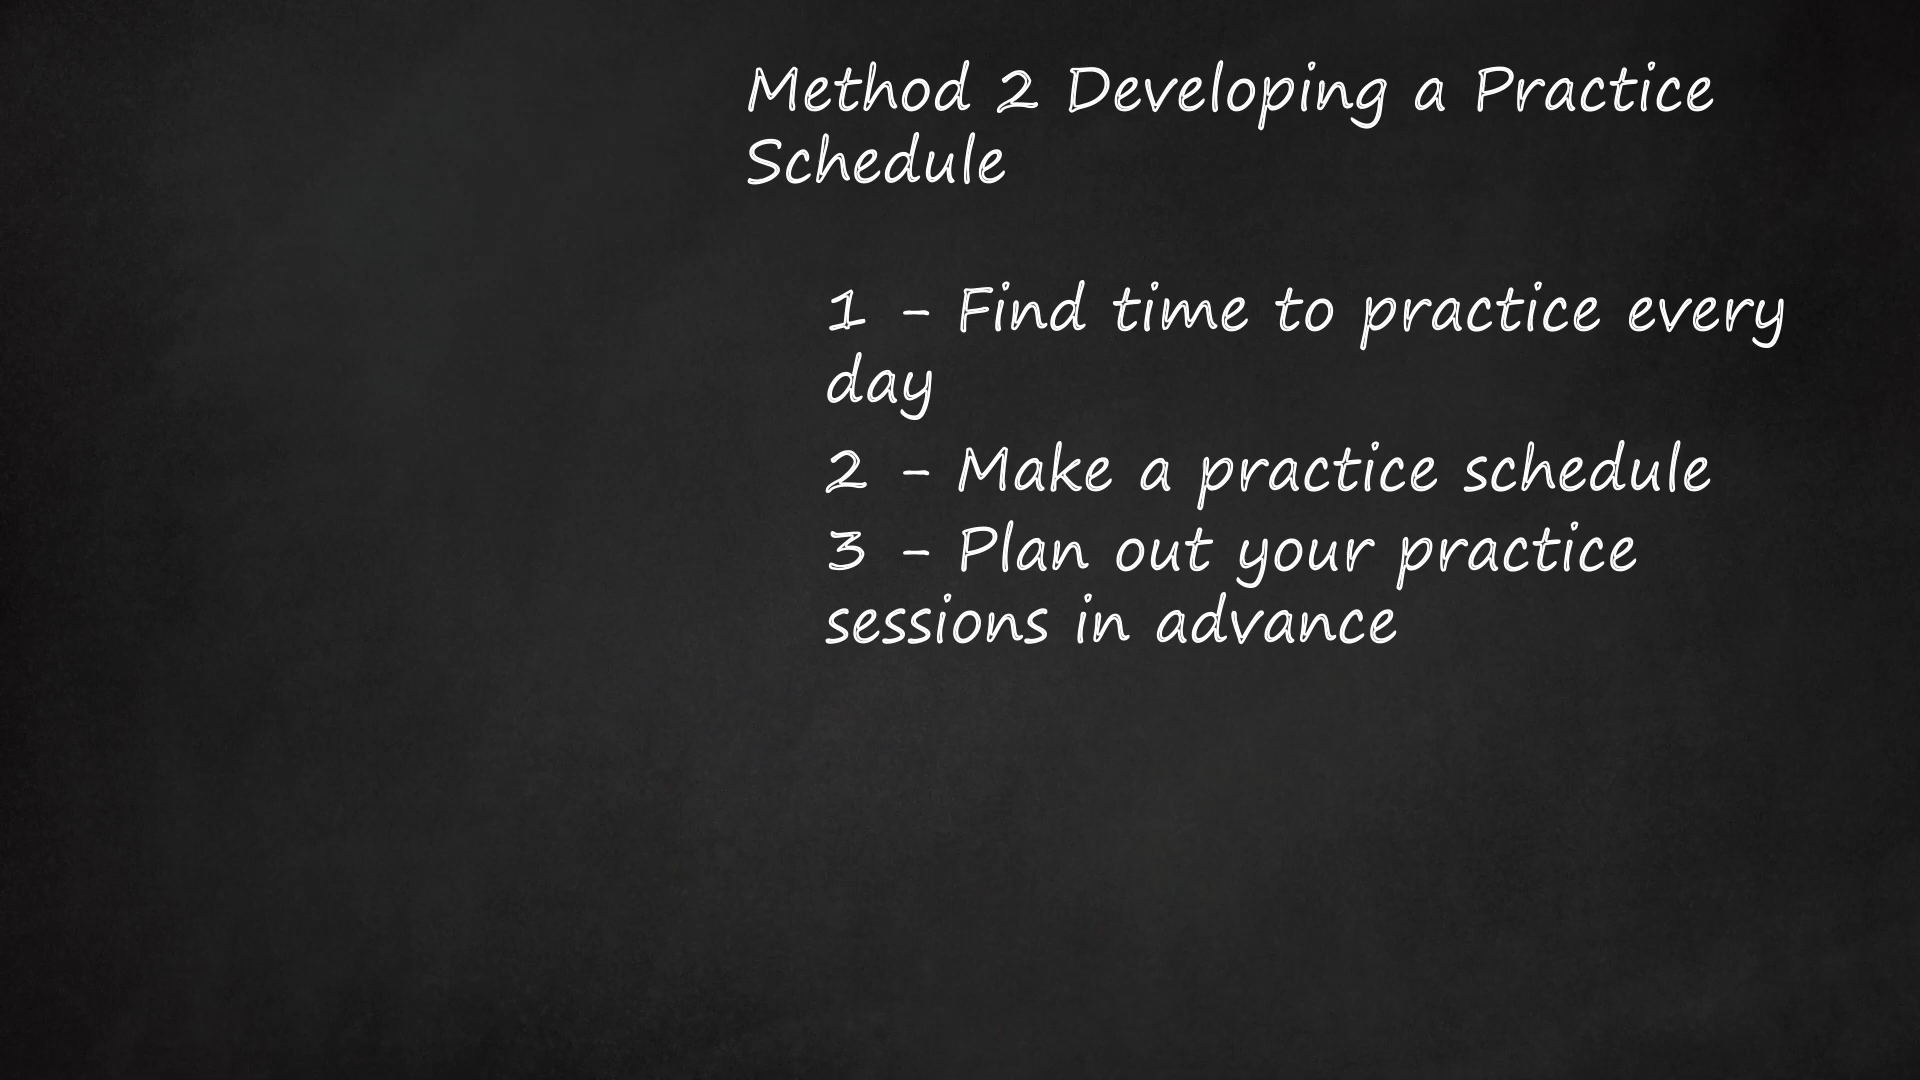 Method 2 Developing a Practice
Schedule
1 - Find time to practice every
day
2 - Make a practice schedule
3 - Plan out your practice
sessions in advance